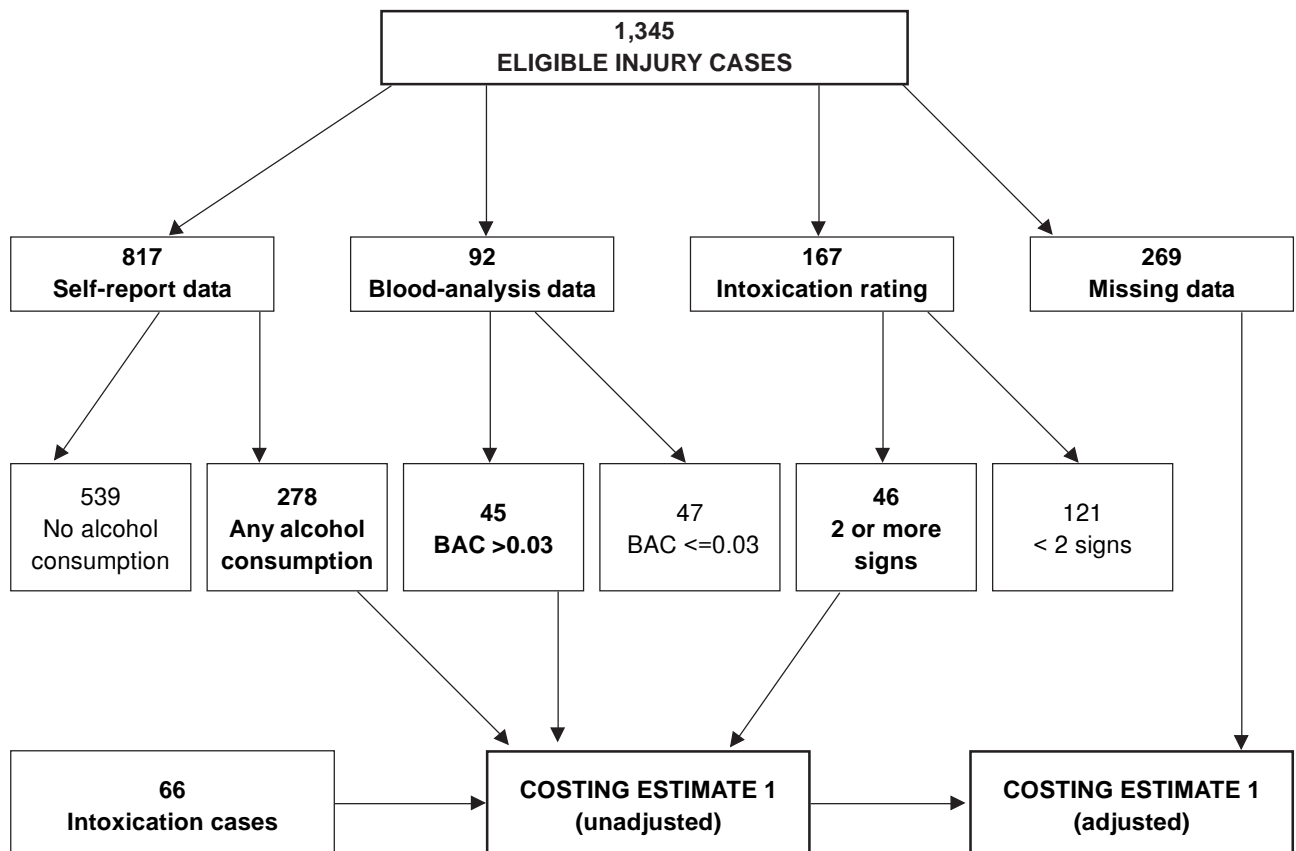 1,345
ELIGIBLE INJURY CASES
817
Self-report data
92
Blood-analysis data
167
Intoxication rating
269
Missing data
539
No alcohol
consumption
278
Any alcohol
consumption
45
BAC >0.03
47
BAC <=0.03
46
2 or more
signs
121
< 2 signs
66
Intoxication cases
COSTING ESTIMATE 1
(unadjusted)
COSTING ESTIMATE 1
(adjusted)